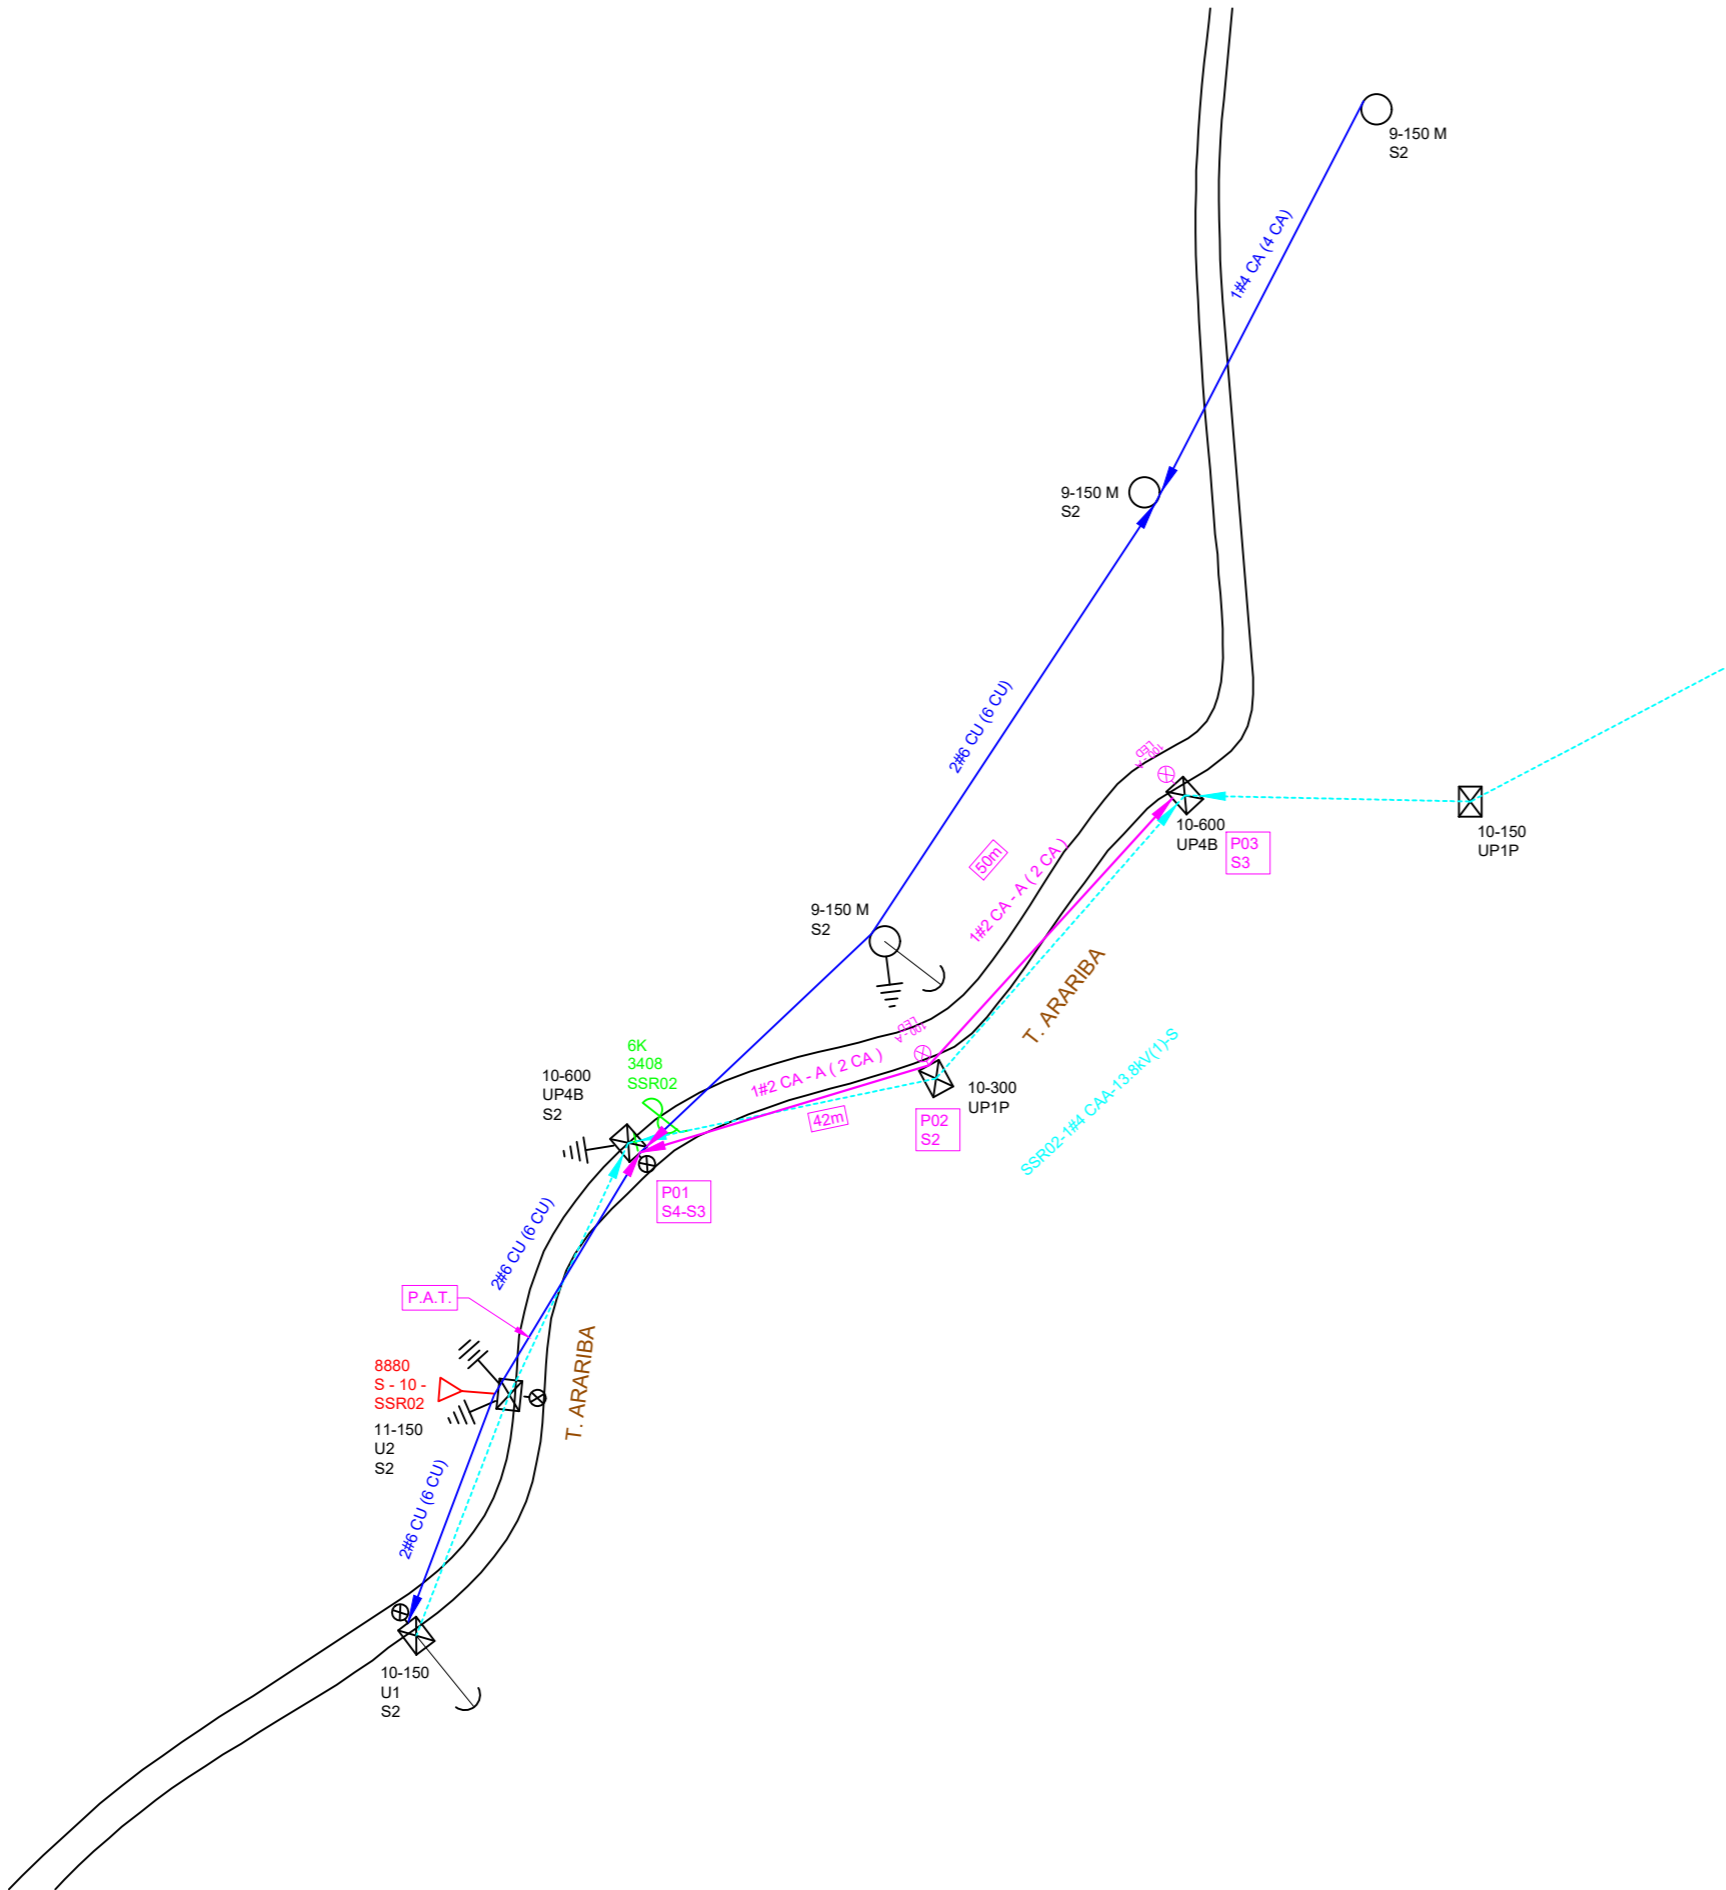 9-150 M
S2
1#4 CA (4 CA)
9-150 M
S2
2#6 CU (6 CU)
100-A
LED
10-600
UP4B
P03
S3
10-150
UP1P
50m
1#2 CA - A ( 2 CA )
9-150 M
S2
T. ARARIBA
100-A
LED
6K
3408
SSR02
10-600
UP4B
S2
1#2 CA - A ( 2 CA )
42m
10-300
UP1P
P02
S2
SSR02-1#4 CAA-13.8kV(1)-S
P01
S4-S3
2#6 CU (6 CU)
P.A.T.
T. ARARIBA
8880
S - 10 -
SSR02
11-150
U2
S2
2#6 CU (6 CU)
10-150
U1
S2